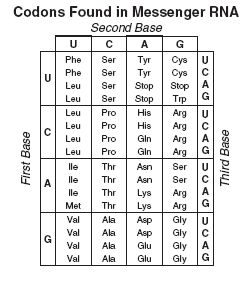 Codons Found in Messenger RNA
Second Base
U C A G
Phe Ser Tyr Cys U
Phe Ser Tyr Cys C
U Leu Ser Stop Stop A
Leu Ser Stop Trp G
Leu Pro His Arg U
Leu Pro His Arg C
C Leu Pro Gln Arg A
Leu Pro Gln Arg G
Ile Thr Asn Ser U
Ile Thr Asn Ser C
A Ile Thr Lys Arg A
Met Thr Lys Arg G
Val Ala Asp Gly U
Val Ala Asp Gly C
G Val Ala Glu Gly A
Val Ala Glu Gly G
First Base
Third Base